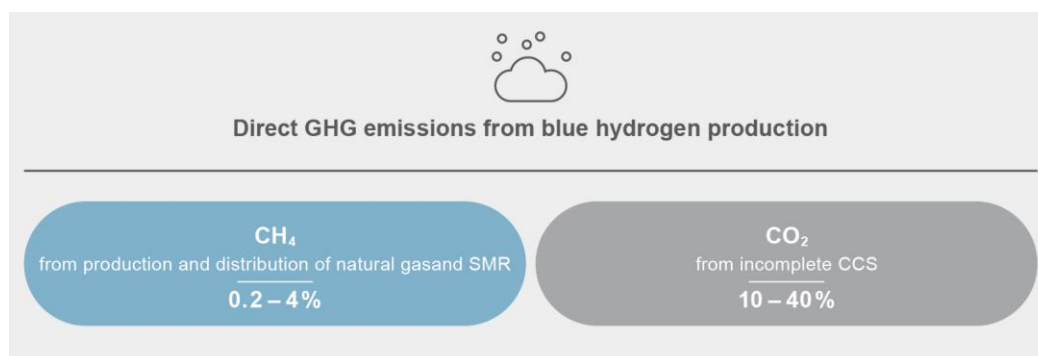 Direct GHG emissions from blue hydrogen production
CH₄
from production and distribution of natural gasand SMR
0.2 – 4 %
CO₂
from incomplete CCS
10 – 40 %